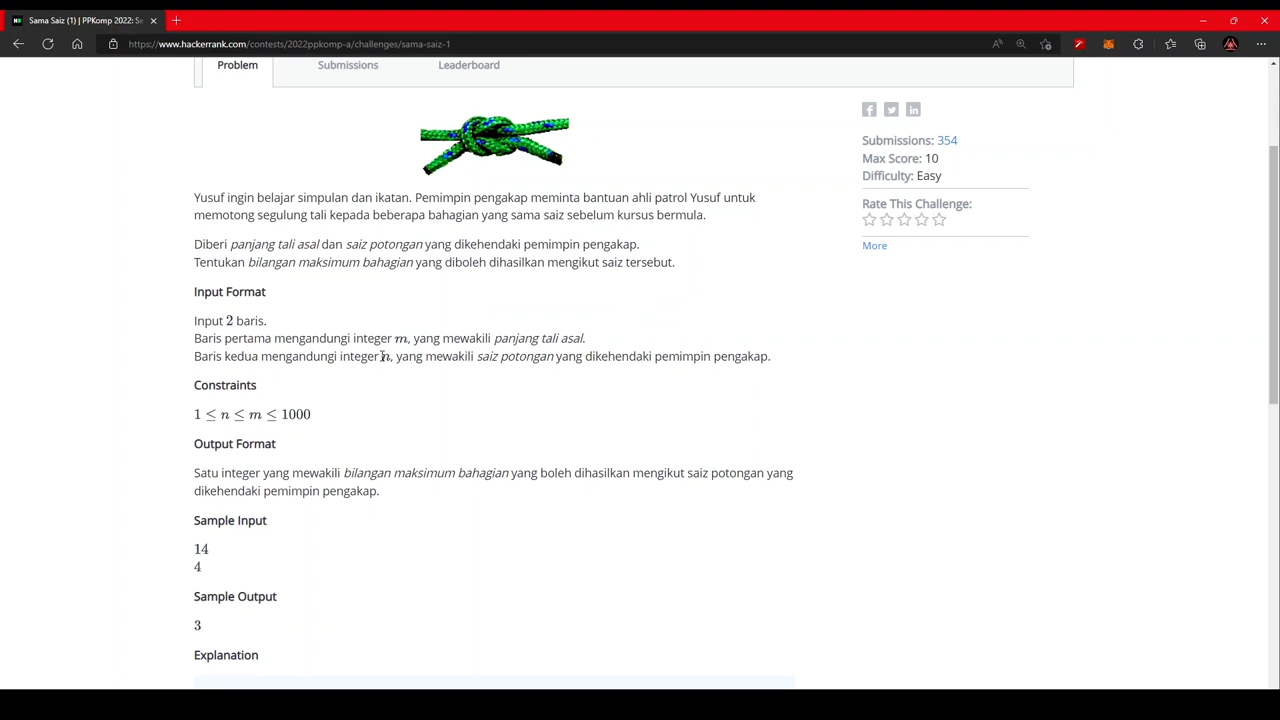 Sama Saiz (1) | PPKomp 2022: Se
https://www.hackerrank.com/contests/2022ppkomp-a/challenges/sama-saiz-1
Problem Submissions Leaderboard
Submissions: 354
Max Score: 10
Difficulty: Easy
Rate This Challenge:
More
Yusuf ingin belajar simpulan dan ikatan. Pemimpin pengakap meminta bantuan ahli patrol Yusuf untuk
memotong segulung tali kepada beberapa bahagian yang sama saiz sebelum kursus bermula.
Diberi panjang tali asal dan saiz potongan yang dikehendaki pemimpin pengakap.
Tentukan bilangan maksimum bahagian yang diboleh dihasilkan mengikut saiz tersebut.
Input Format
Input 2 baris.
Baris pertama mengandungi integer m, yang mewakili panjang tali asal.
Baris kedua mengandungi integer n, yang mewakili saiz potongan yang dikehendaki pemimpin pengakap.
Constraints
1 ≤ n ≤ m ≤ 1000
Output Format
Satu integer yang mewakili bilangan maksimum bahagian yang boleh dihasilkan mengikut saiz potongan yang
dikehendaki pemimpin pengakap.
Sample Input
14
4
Sample Output
3
Explanation